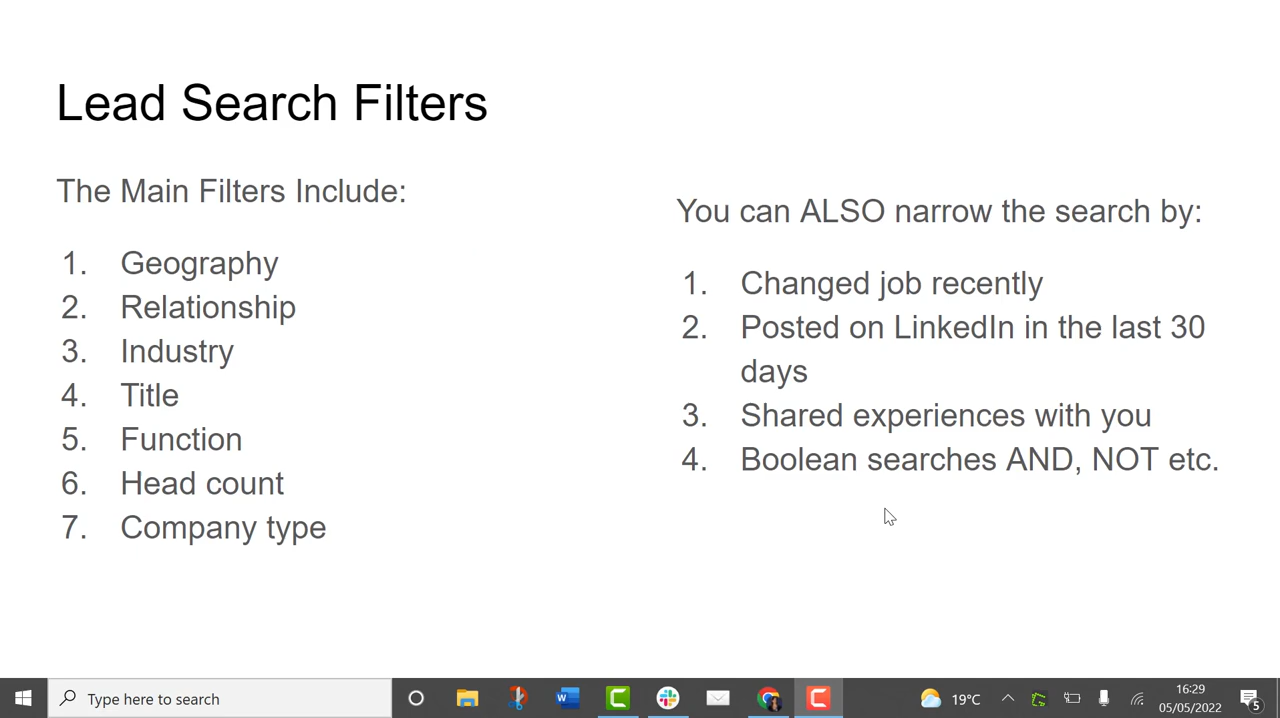 Lead Search Filters
The Main Filters Include:
1. Geography
2. Relationship
3. Industry
4. Title
5. Function
6. Head count
7. Company type
You can ALSO narrow the search by:
1. Changed job recently
2. Posted on LinkedIn in the last 30
days
3. Shared experiences with you
4. Boolean searches AND, NOT etc.
Type here to search
W
19°C
16:29
05/05/2022
5